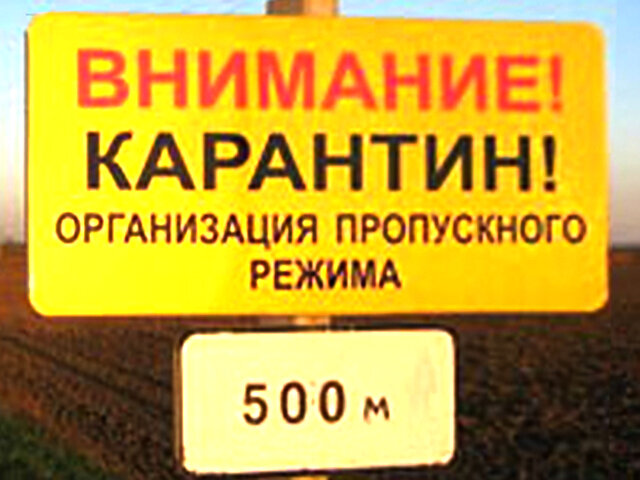 ВНИМАНИЕ!
КАРАНТИН!
ОРГАНИЗАЦИЯ ПРОПУСКНОГО
РЕЖИМА
500 м